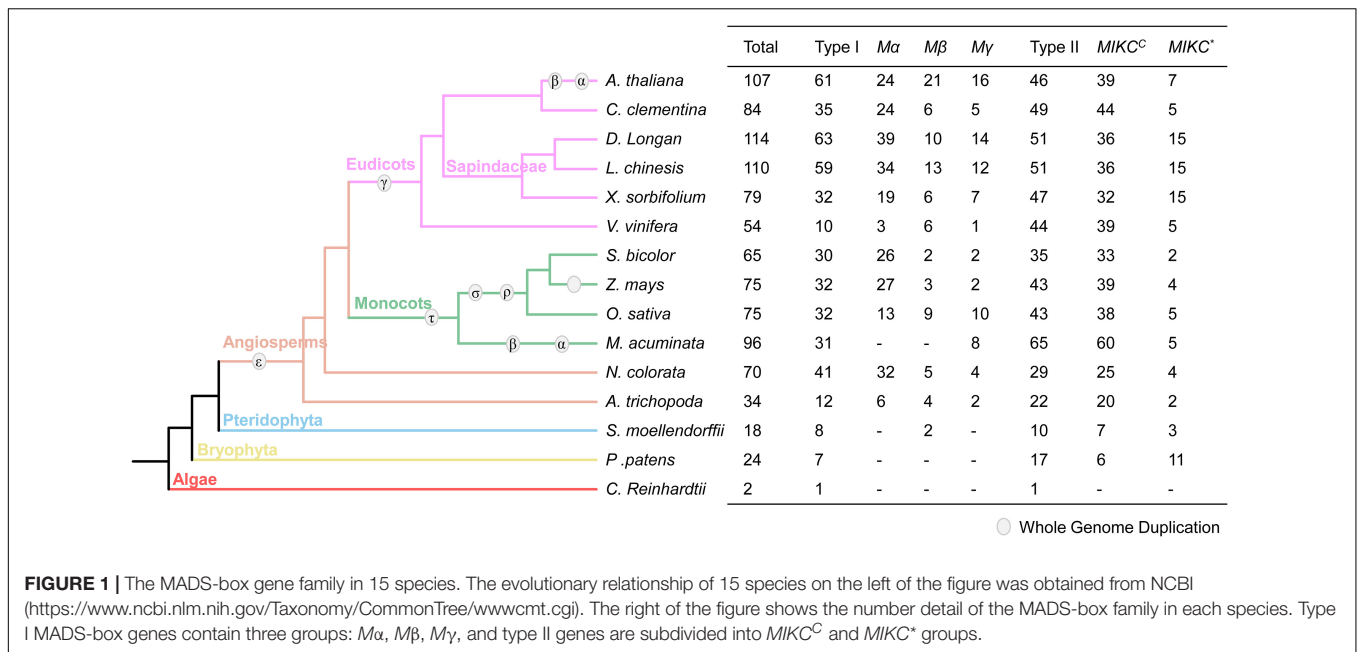 Total Type I Mα Mβ Mγ Type II MIKC^C MIKC^*
β α A. thaliana 107 61 24 21 16 46 39 7
C. clementina 84 35 24 6 5 49 44 5
D. Longan 114 63 39 10 14 51 36 15
Eudicots Sapindaceae L. chinesis 110 59 34 13 12 51 36 15
γ
X. sorbifolium 79 32 19 6 7 47 32 15
V. vinifera 54 10 3 6 1 44 39 5
S. bicolor 65 30 26 2 2 35 33 2
Z. mays 75 32 27 3 2 43 39 4
σ ρ
Monocots
τ
O. sativa 75 32 13 9 10 43 38 5
Angiosperms
β α M. acuminata 96 31 - - 8 65 60 5
ε
N. colorata 70 41 32 5 4 29 25 4
A. trichopoda 34 12 6 4 2 22 20 2
Pteridophyta
S. moellendorffii 18 8 - 2 - 10 7 3
Bryophyta
P .patens 24 7 - - - 17 6 11
Algae
C. Reinhardtii 2 1 - - - 1 - -
Whole Genome Duplication
FIGURE 1 | The MADS-box gene family in 15 species. The evolutionary relationship of 15 species on the left of the figure was obtained from NCBI
(https://www.ncbi.nlm.nih.gov/Taxonomy/CommonTree/wwwcmt.cgi). The right of the figure shows the number detail of the MADS-box family in each species. Type
I MADS-box genes contain three groups: Mα, Mβ, Mγ, and type II genes are subdivided into MIKC^C and MIKC* groups.